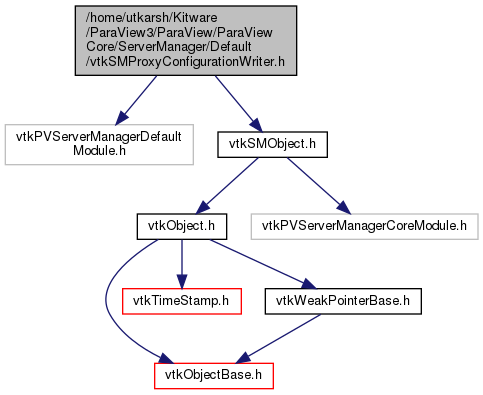 /home/utkarsh/Kitware
/ParaView3/ParaView/ParaView
Core/ServerManager/Default
/vtkSMProxyConfigurationWriter.h
vtkPVServerManagerDefault
Module.h
vtkSMObject.h
vtkObject.h
vtkPVServerManagerCoreModule.h
vtkTimeStamp.h
vtkWeakPointerBase.h
vtkObjectBase.h